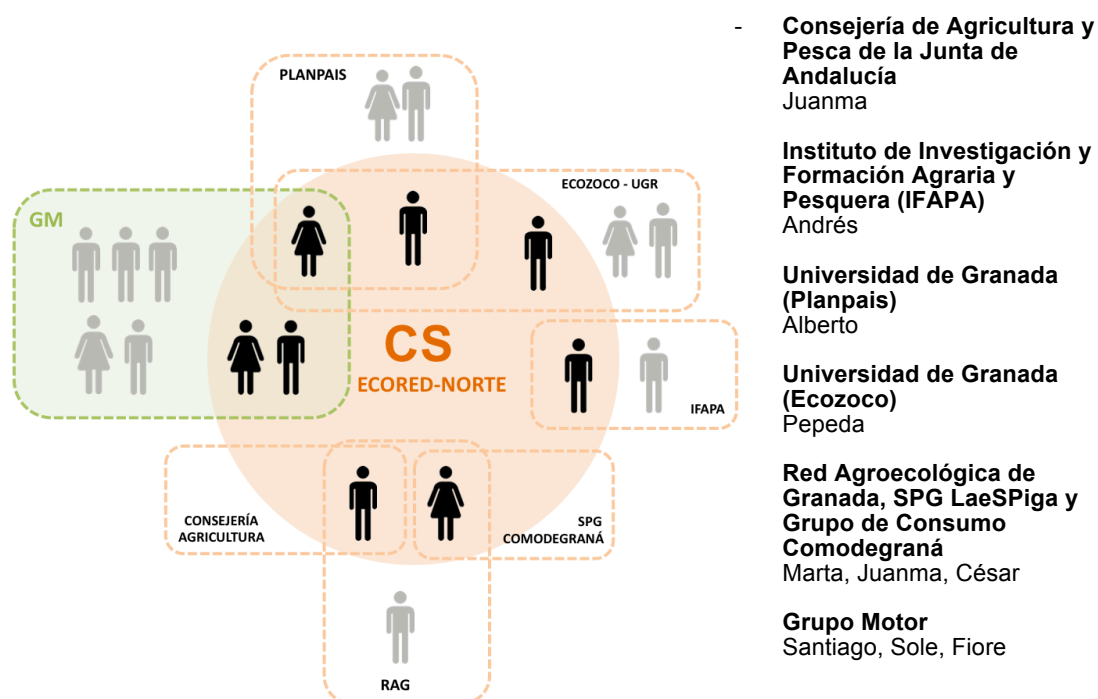 PLANPAIS
ECOZOCO - UGR
GM
CS
ECORED-NORTE
IFAPA
CONSEJERÍA
AGRICULTURA
SPG
COMODEGRANÁ
RAG
- Consejería de Agricultura y
Pesca de la Junta de
Andalucía
Juanma
Instituto de Investigación y
Formación Agraria y
Pesquera (IFAPA)
Andrés
Universidad de Granada
(Planpais)
Alberto
Universidad de Granada
(Ecozoco)
Pepeda
Red Agroecológica de
Granada, SPG LaeSPiga y
Grupo de Consumo
Comodegraná
Marta, Juanma, César
Grupo Motor
Santiago, Sole, Fiore